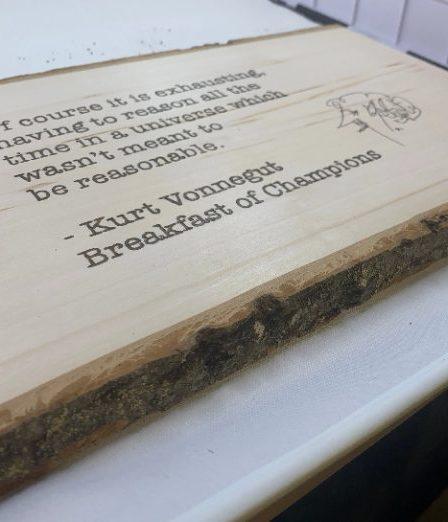 f course it is exhausting,
having to reason all the
time in a universe which
wasn't meant to
be reasonable.
- Kurt Vonnegut
Breakfast of Champions